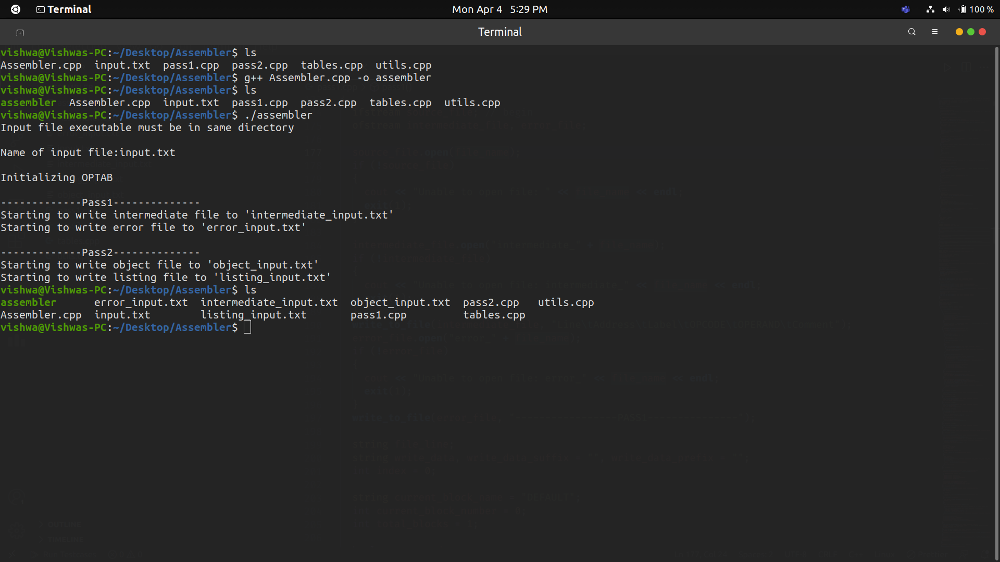 Terminal
Mon Apr 4 5:29 PM
100 %
Terminal
vishwa@Vishwas-PC:~/Desktop/Assembler$ ls
Assembler.cpp input.txt pass1.cpp pass2.cpp tables.cpp utils.cpp
vishwa@Vishwas-PC:~/Desktop/Assembler$ g++ Assembler.cpp -o assembler
vishwa@Vishwas-PC:~/Desktop/Assembler$ ls
assembler Assembler.cpp input.txt pass1.cpp pass2.cpp tables.cpp utils.cpp
vishwa@Vishwas-PC:~/Desktop/Assembler$ ./assembler
Input file executable must be in same directory
Name of input file:input.txt
Initializing OPTAB
-------------Pass1--------------
Starting to write intermediate file to 'intermediate_input.txt'
Starting to write error file to 'error_input.txt'
-------------Pass2--------------
Starting to write object file to 'object_input.txt'
Starting to write listing file to 'listing_input.txt'
vishwa@Vishwas-PC:~/Desktop/Assembler$ ls
assembler error_input.txt intermediate_input.txt object_input.txt pass2.cpp utils.cpp
Assembler.cpp input.txt listing_input.txt pass1.cpp tables.cpp
vishwa@Vishwas-PC:~/Desktop/Assembler$